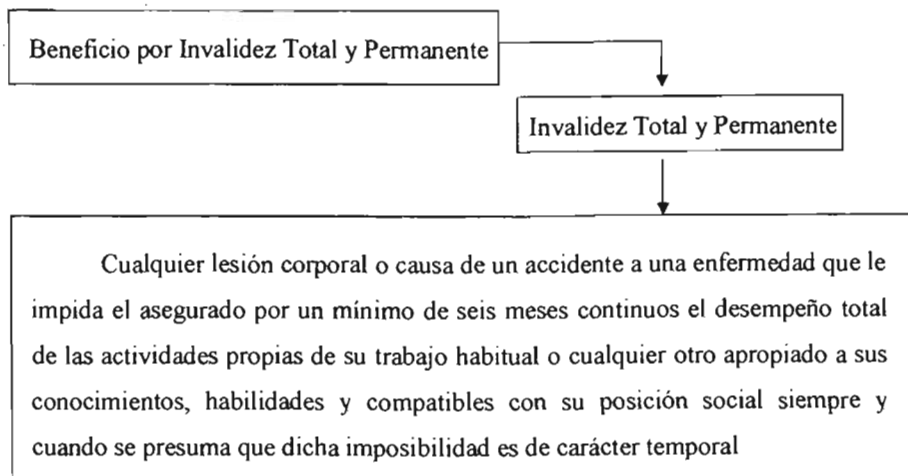 Beneficio por Invalidez Total y Permanente
Invalidez Total y Permanente
Cualquier lesión corporal o causa de un accidente a una enfermedad que le
impida el asegurado por un mínimo de seis meses continuos el desempeño total
de las actividades propias de su trabajo habitual o cualquier otro apropiado a sus
conocimientos, habilidades y compatibles con su posición social siempre y
cuando se presuma que dicha imposibilidad es de carácter temporal